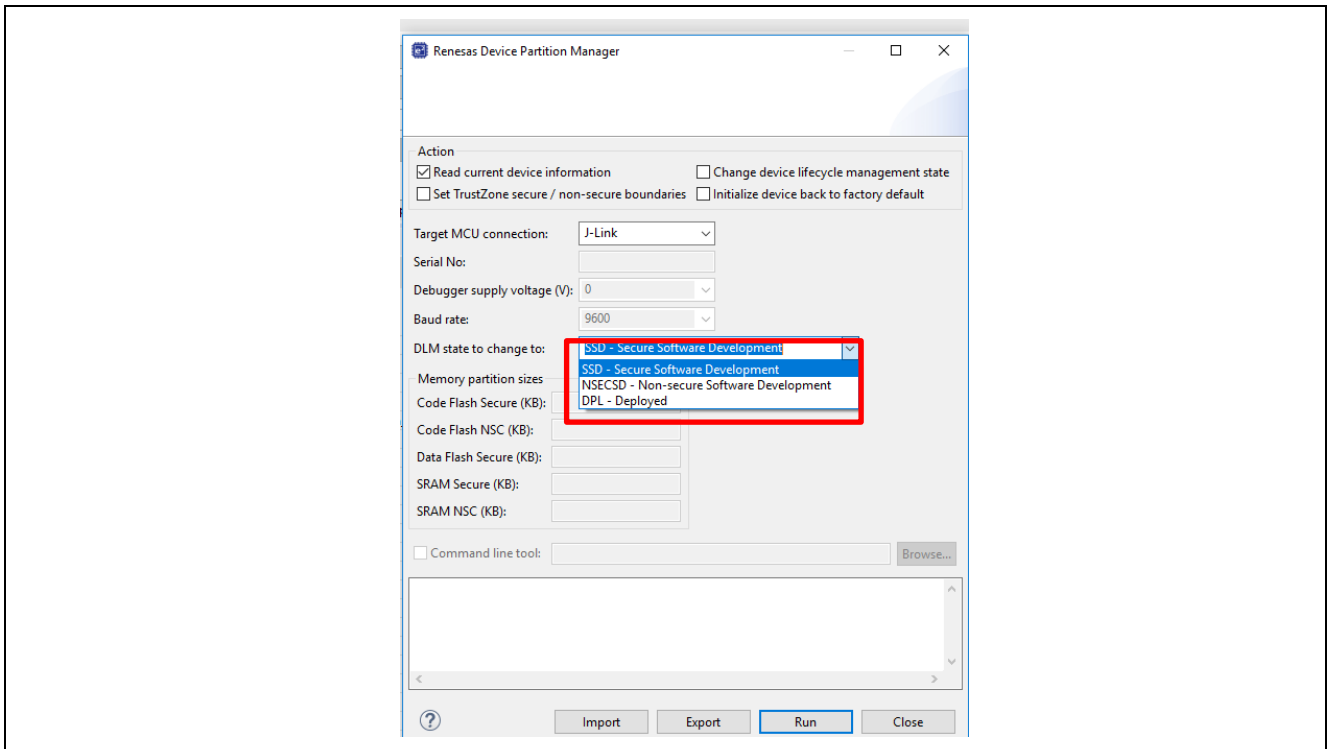 Renesas Device Partition Manager
Action
Read current device information
Change device lifecycle management state
Set TrustZone secure / non-secure boundaries
Initialize device back to factory default
Target MCU connection:
J-Link
Serial No:
Debugger supply voltage (V):
0
Baud rate:
9600
DLM state to change to:
SSD - Secure Software Development
SSD - Secure Software Development
NSECSD - Non-secure Software Development
DPL - Deployed
Memory partition sizes
Code Flash Secure (KB):
Code Flash NSC (KB):
Data Flash Secure (KB):
SRAM Secure (KB):
SRAM NSC (KB):
Command line tool:
Browse...
?
Import
Export
Run
Close